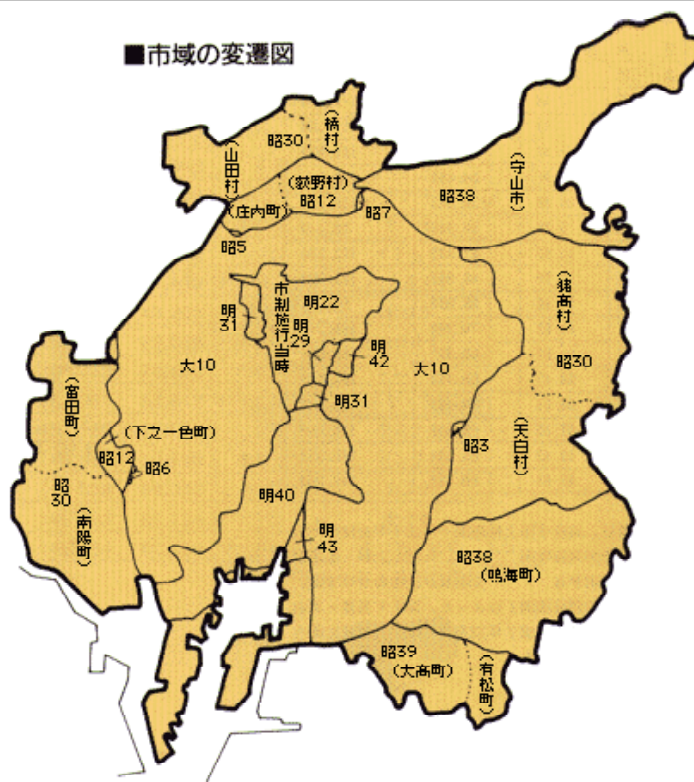 ■市域の変遷図
昭30
(楠村)
(山田村)
(萩野村)
昭12
(庄内町)
昭7
昭38
(守山市)
昭5
市制施行当時
明22
明31
明29
明42
明31
大10
大10
(猪高村)
昭30
(富田町)
(下之一色町)
昭12
昭6
昭3
(天白村)
昭30
(南陽町)
明40
明43
昭38
(鳴海町)
昭39
(大高町)
(有松町)